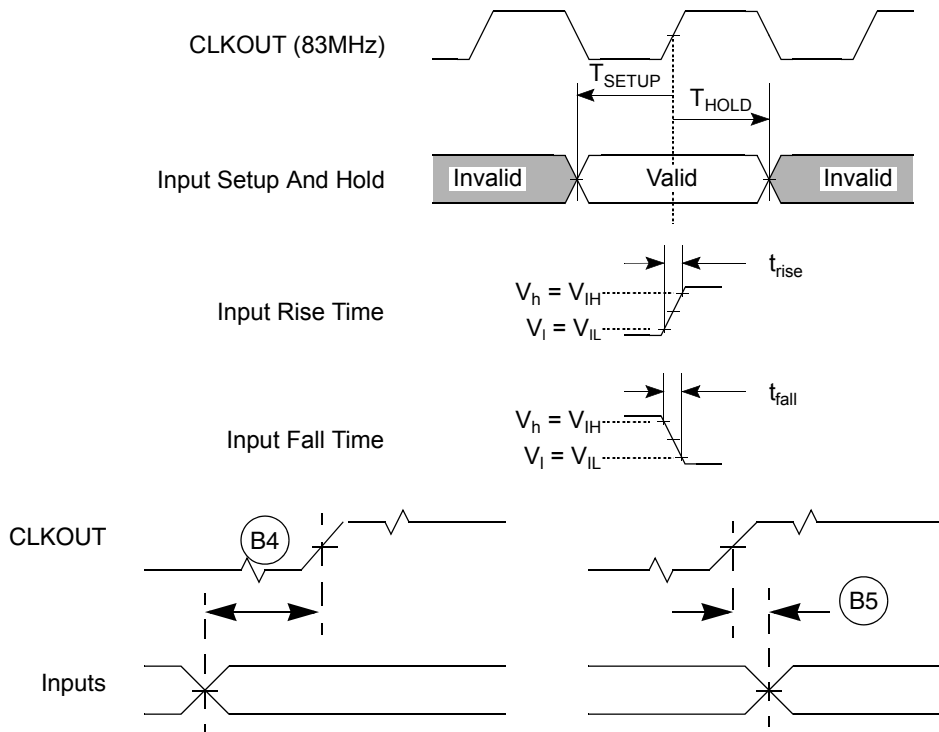 CLKOUT (83MHz)
TSETUP
THOLD
Input Setup And Hold
Invalid
Valid
Invalid
trise
Vh = VIH
Input Rise Time
Vl = VIL
tfall
Vh = VIH
Input Fall Time
Vl = VIL
CLKOUT
B4
B5
Inputs